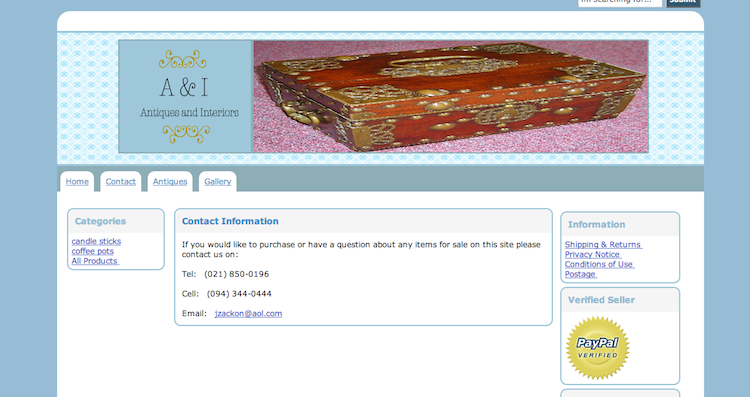 Submit
A & I
Antiques and Interiors
Home
Contact
Antiques
Gallery
Categories
candle sticks
coffee pots
All Products
Contact Information
If you would like to purchase or have a question about any items for sale on this site please
contact us on:
Tel: (021) 850-0196
Cell: (094) 344-0444
Email: jzackon@aol.com
Information
Shipping & Returns
Privacy Notice
Conditions of Use
Postage
Verified Seller
PayPal
VERIFIED